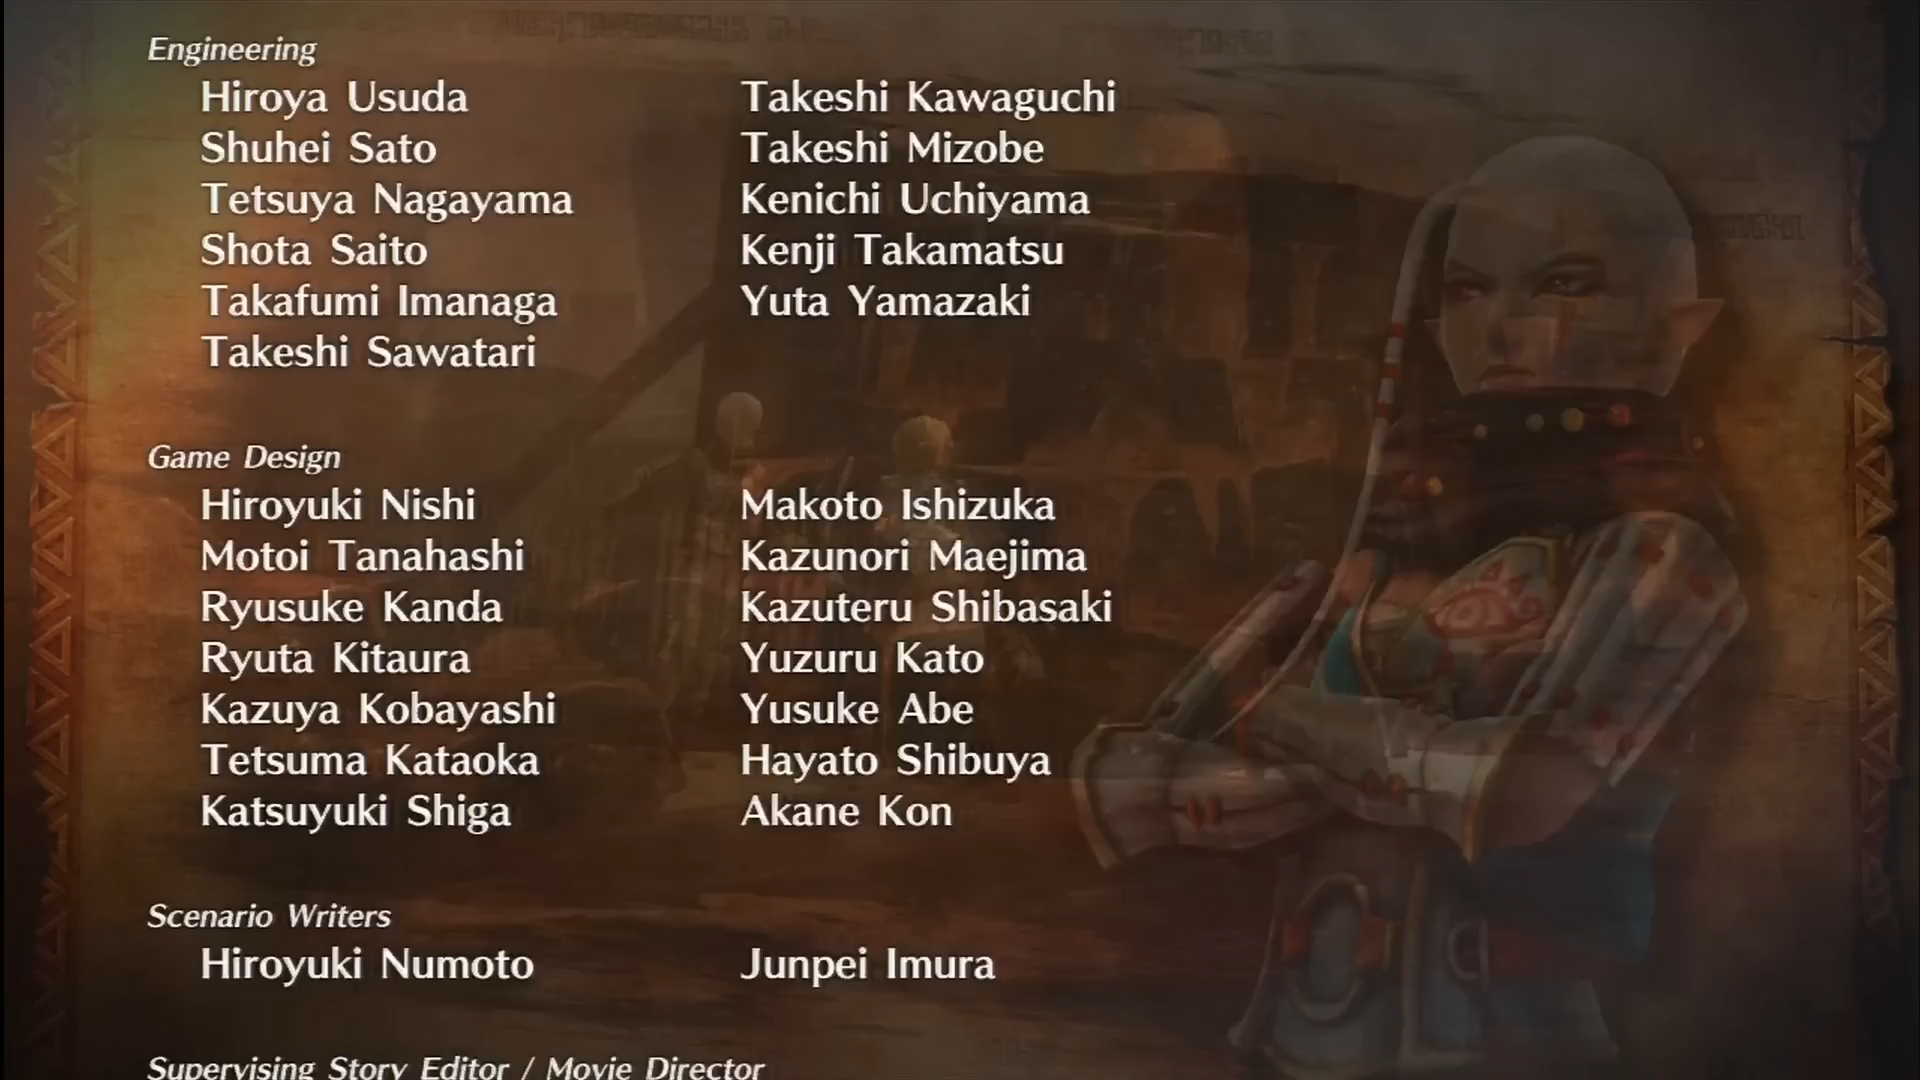 Engineering
Hiroya Usuda Takeshi Kawaguchi
Shuhei Sato Takeshi Mizobe
Tetsuya Nagayama Kenichi Uchiyama
Shota Saito Kenji Takamatsu
Takafumi Imanaga Yuta Yamazaki
Takeshi Sawatari
Game Design
Hiroyuki Nishi Makoto Ishizuka
Motoi Tanahashi Kazunori Maejima
Ryusuke Kanda Kazuteru Shibasaki
Ryuta Kitaura Yuzuru Kato
Kazuya Kobayashi Yusuke Abe
Tetsuma Kataoka Hayato Shibuya
Katsuyuki Shiga Akane Kon
Scenario Writers
Hiroyuki Numoto Junpei Imura
Supervising Story Editor / Movie Director